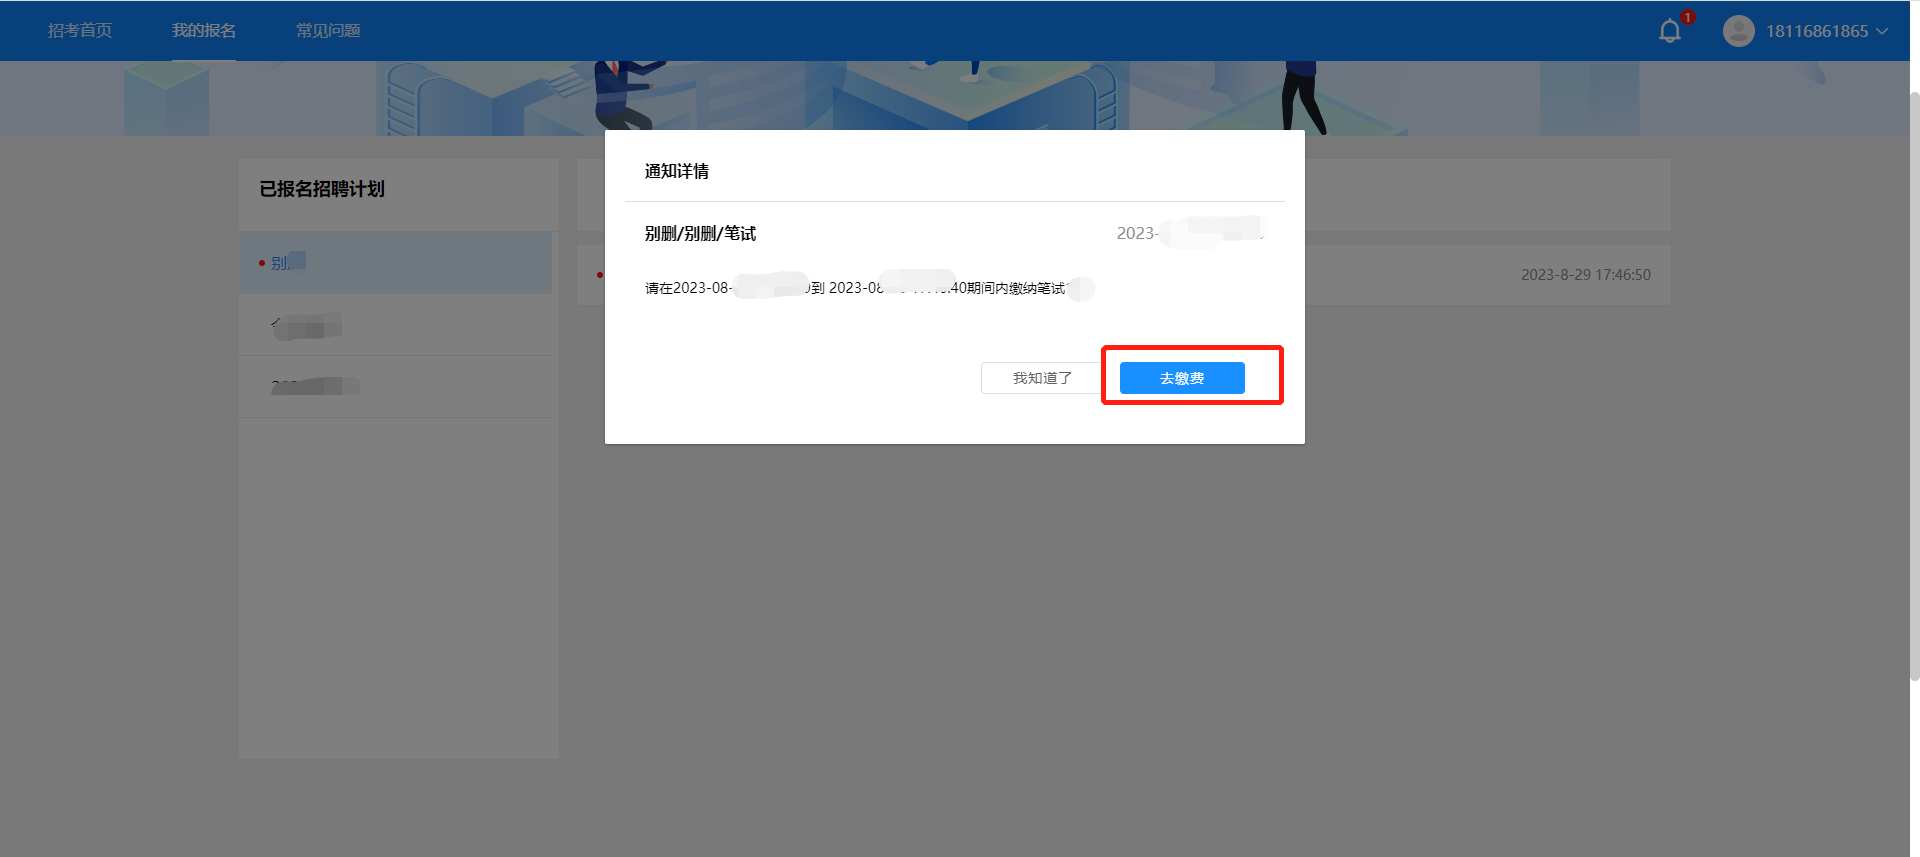 招考首页
我的报名
常见问题
1
18116861865
已报名招聘计划
别
通知详情
别删/别删/笔试
2023-
请在2023-08- 到 2023-08 40期间内缴纳笔试
2023-8-29 17:46:50
我知道了
去缴费